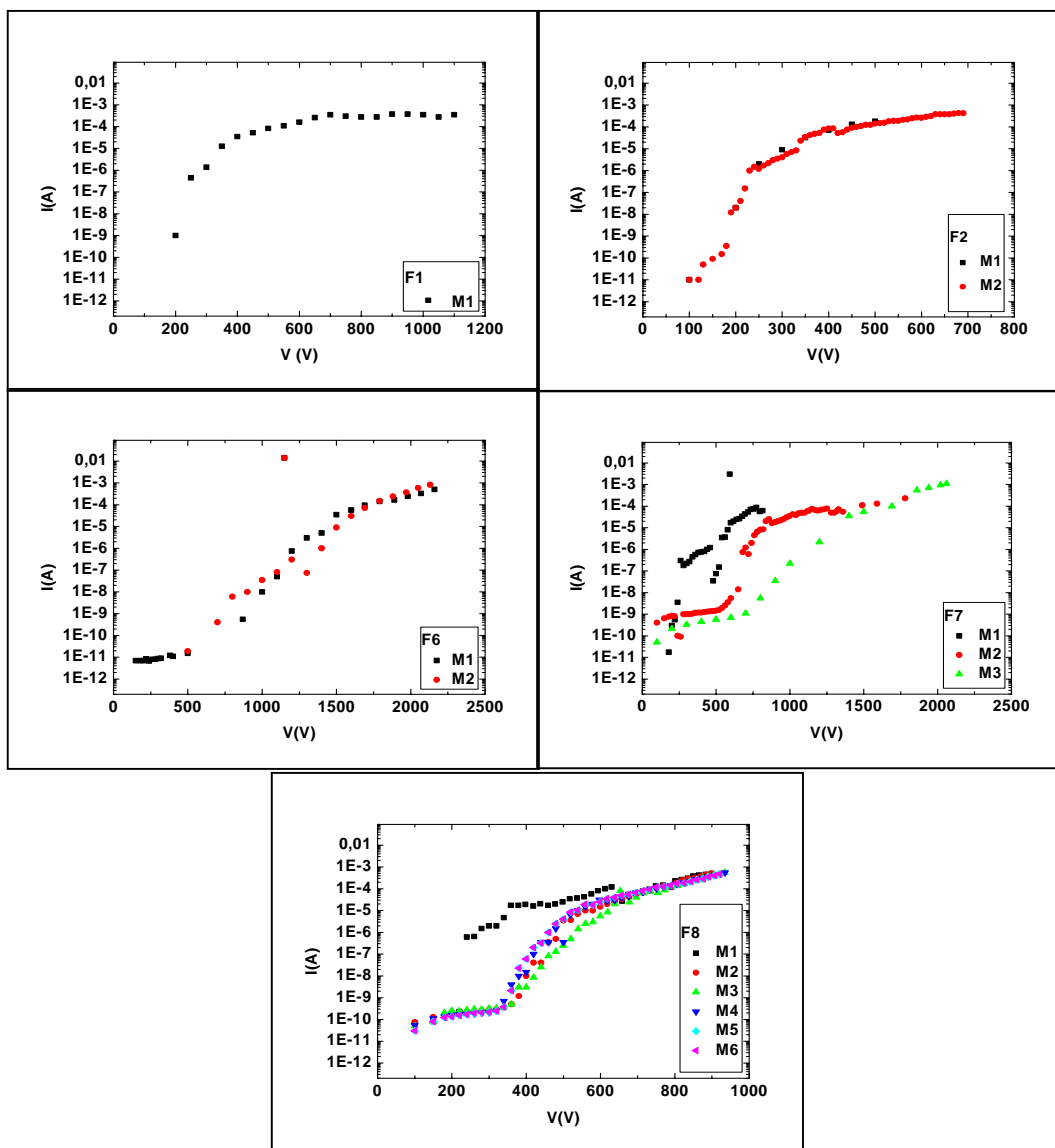 0,01
1E-3
1E-4
1E-5
1E-6
1E-7
1E-8
1E-9
1E-10
1E-11
1E-12
I(A)
0 200 400 600 800 1000 1200
V (V)
F1
M1
0,01
1E-3
1E-4
1E-5
1E-6
1E-7
1E-8
1E-9
1E-10
1E-11
1E-12
I(A)
0 100 200 300 400 500 600 700 800
V(V)
F2
M1
M2
0,01
1E-3
1E-4
1E-5
1E-6
1E-7
1E-8
1E-9
1E-10
1E-11
1E-12
I(A)
0 500 1000 1500 2000 2500
V(V)
F6
M1
M2
0,01
1E-3
1E-4
1E-5
1E-6
1E-7
1E-8
1E-9
1E-10
1E-11
1E-12
I(A)
0 500 1000 1500 2000 2500
V(V)
F7
M1
M2
M3
0,01
1E-3
1E-4
1E-5
1E-6
1E-7
1E-8
1E-9
1E-10
1E-11
1E-12
I(A)
0 200 400 600 800 1000
V(V)
F8
M1
M2
M3
M4
M5
M6